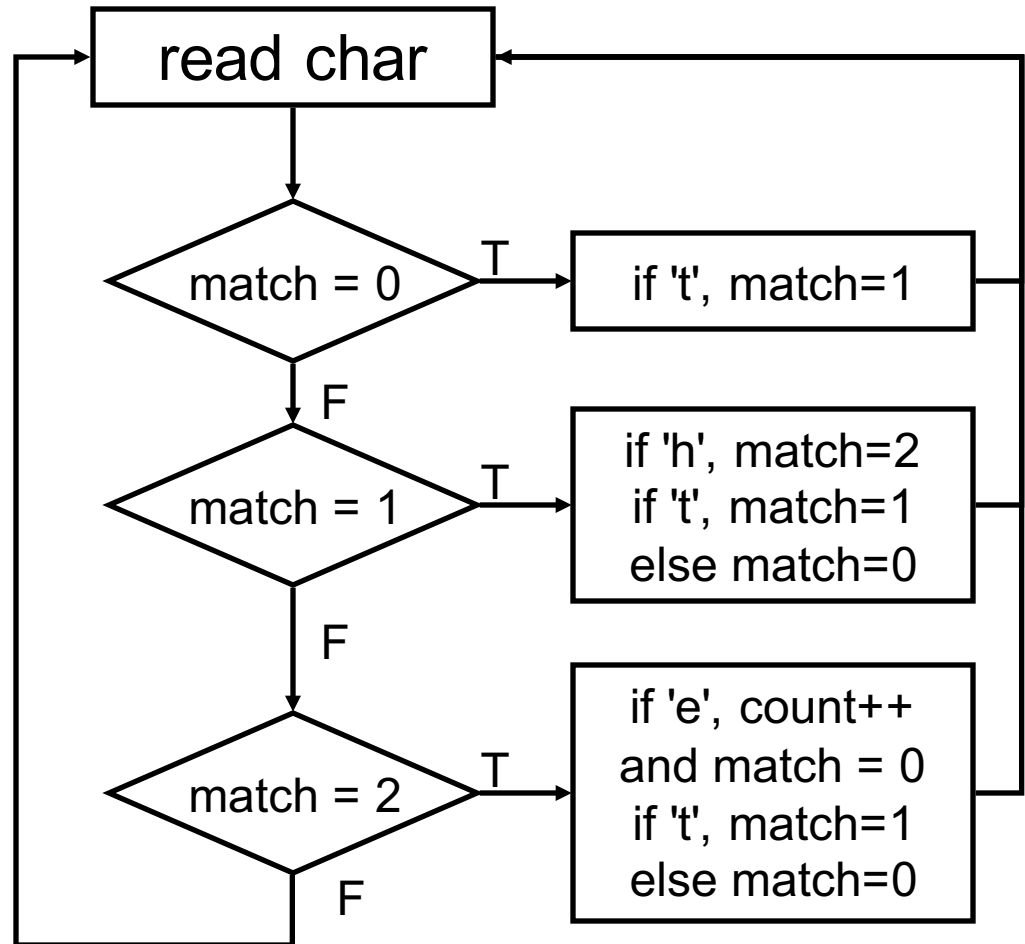 read char
match = 0
T
if 't', match=1
F
match = 1
T
if 'h', match=2
if 't', match=1
else match=0
F
match = 2
T
if 'e', count++
and match = 0
if 't', match=1
else match=0
F